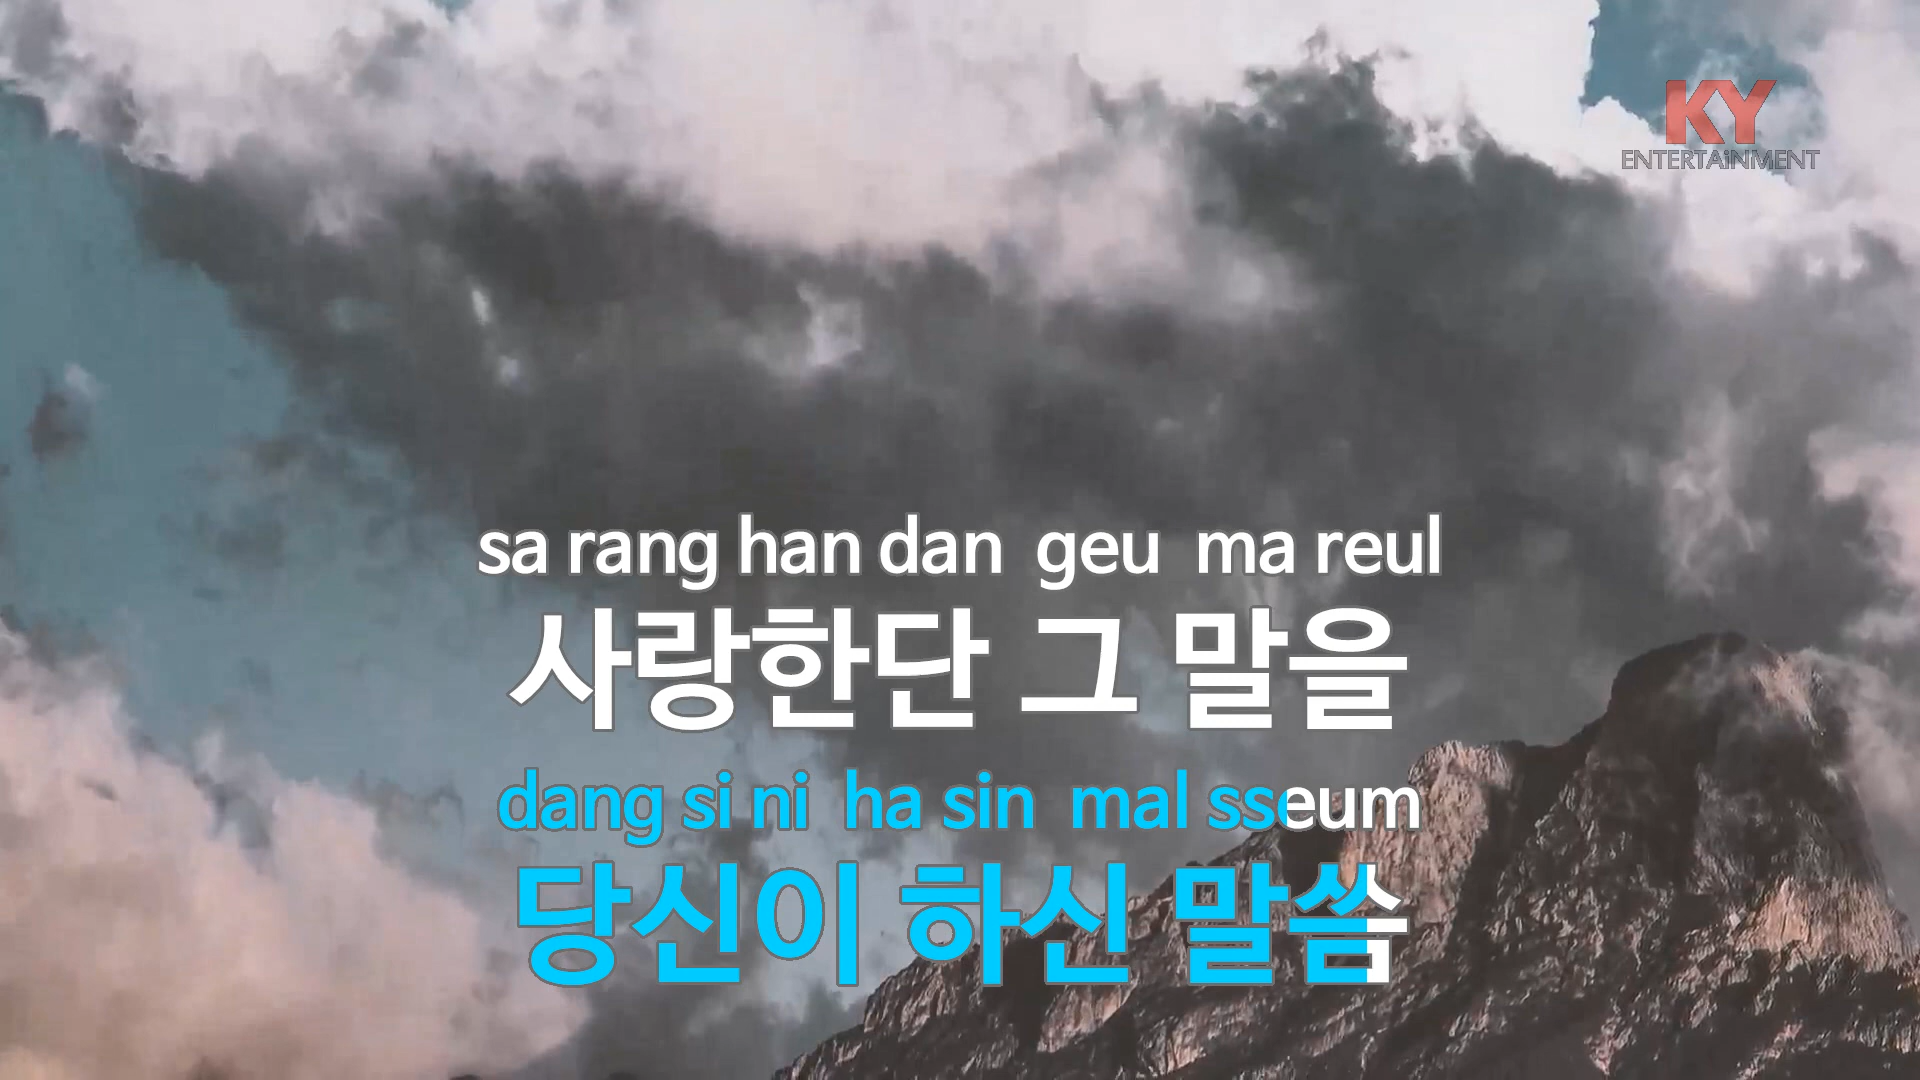 KY
ENTERTAiNMENT
sa rang han dan geu ma reul
사랑한단 그 말을
dang si ni ha sin mal sseum
당신이 하신 말씀